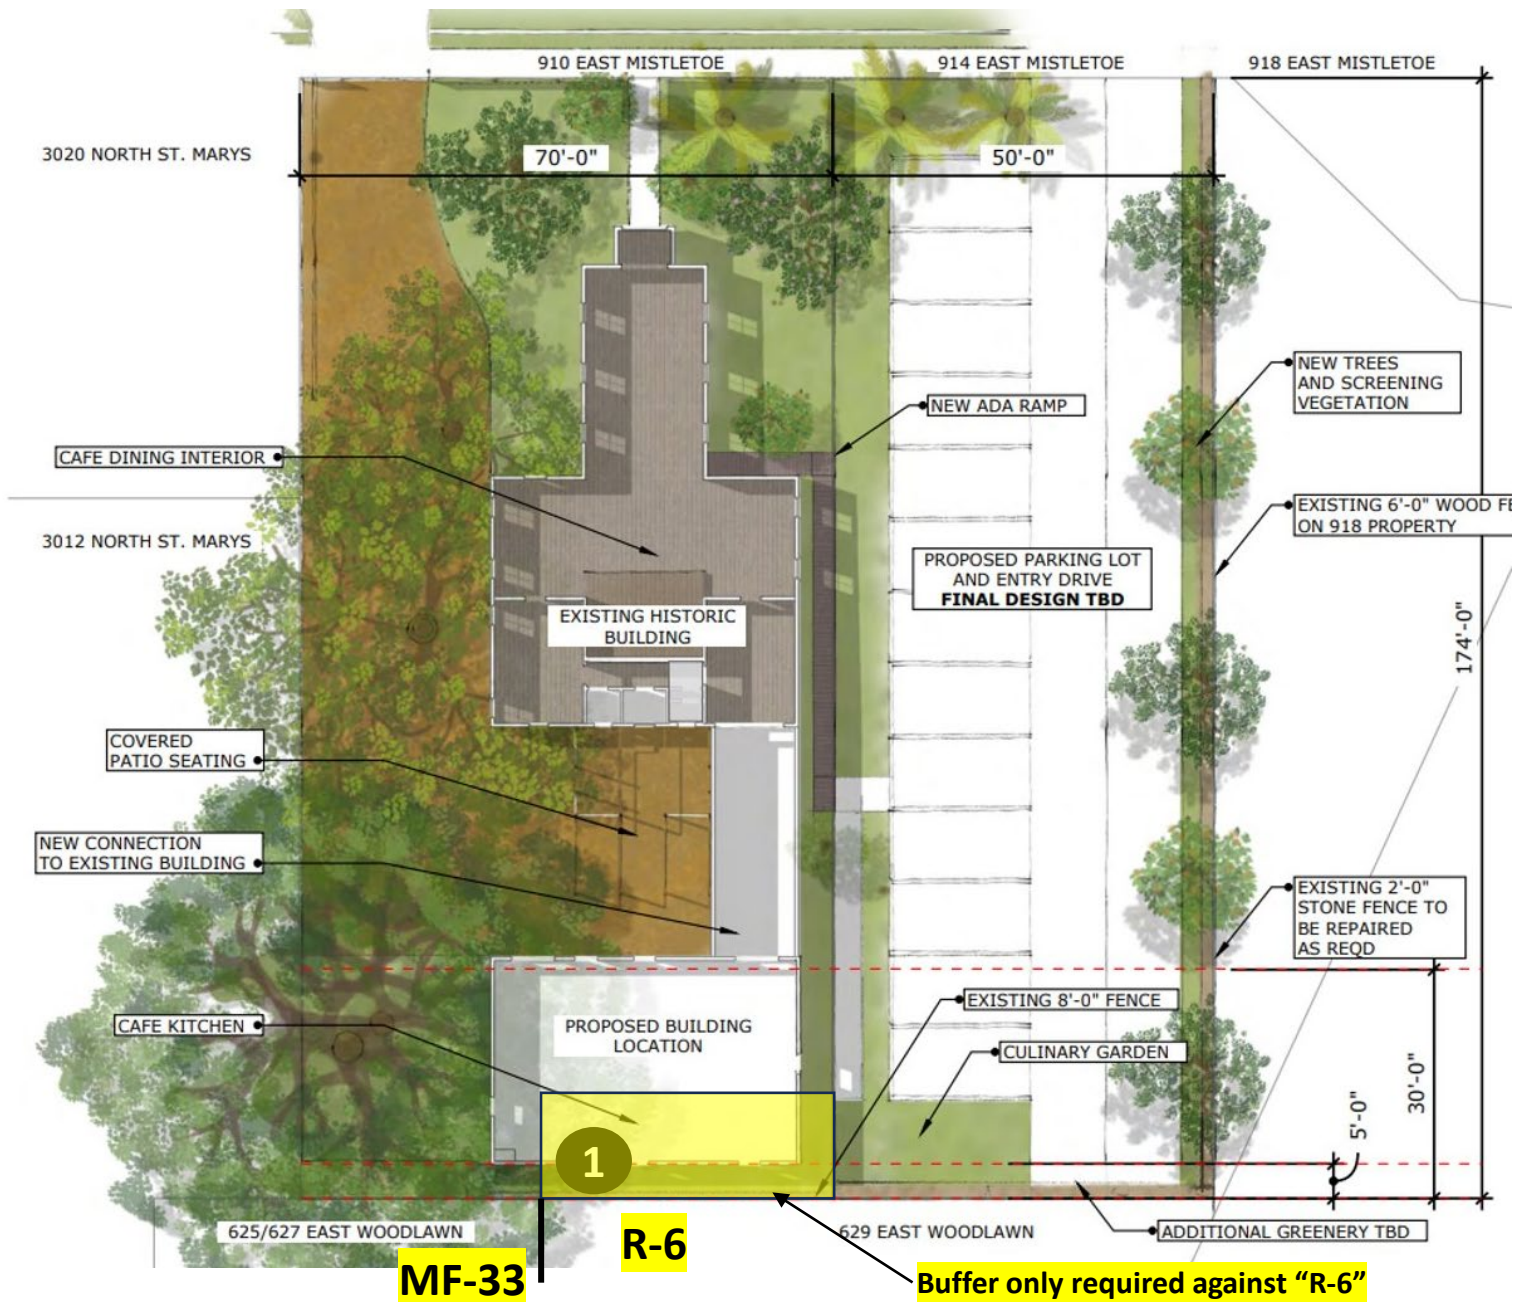 910 EAST MISTLETOE
914 EAST MISTLETOE
918 EAST MISTLETOE
3020 NORTH ST. MARYS
70'-0"
50'-0"
NEW TREES
AND SCREENING
VEGETATION
NEW ADA RAMP
CAFE DINING INTERIOR
EXISTING 6'-0" WOOD FE
ON 918 PROPERTY
3012 NORTH ST. MARYS
PROPOSED PARKING LOT
AND ENTRY DRIVE
FINAL DESIGN TBD
EXISTING HISTORIC
BUILDING
174'-0"
COVERED
PATIO SEATING
NEW CONNECTION
TO EXISTING BUILDING
EXISTING 2'-0"
STONE FENCE TO
BE REPAIRED
AS REQD
EXISTING 8'-0" FENCE
CAFE KITCHEN
PROPOSED BUILDING
LOCATION
CULINARY GARDEN
30'-0"
5'-0"
1
625/627 EAST WOODLAWN
R-6
629 EAST WOODLAWN
ADDITIONAL GREENERY TBD
MF-33
Buffer only required against “R-6”